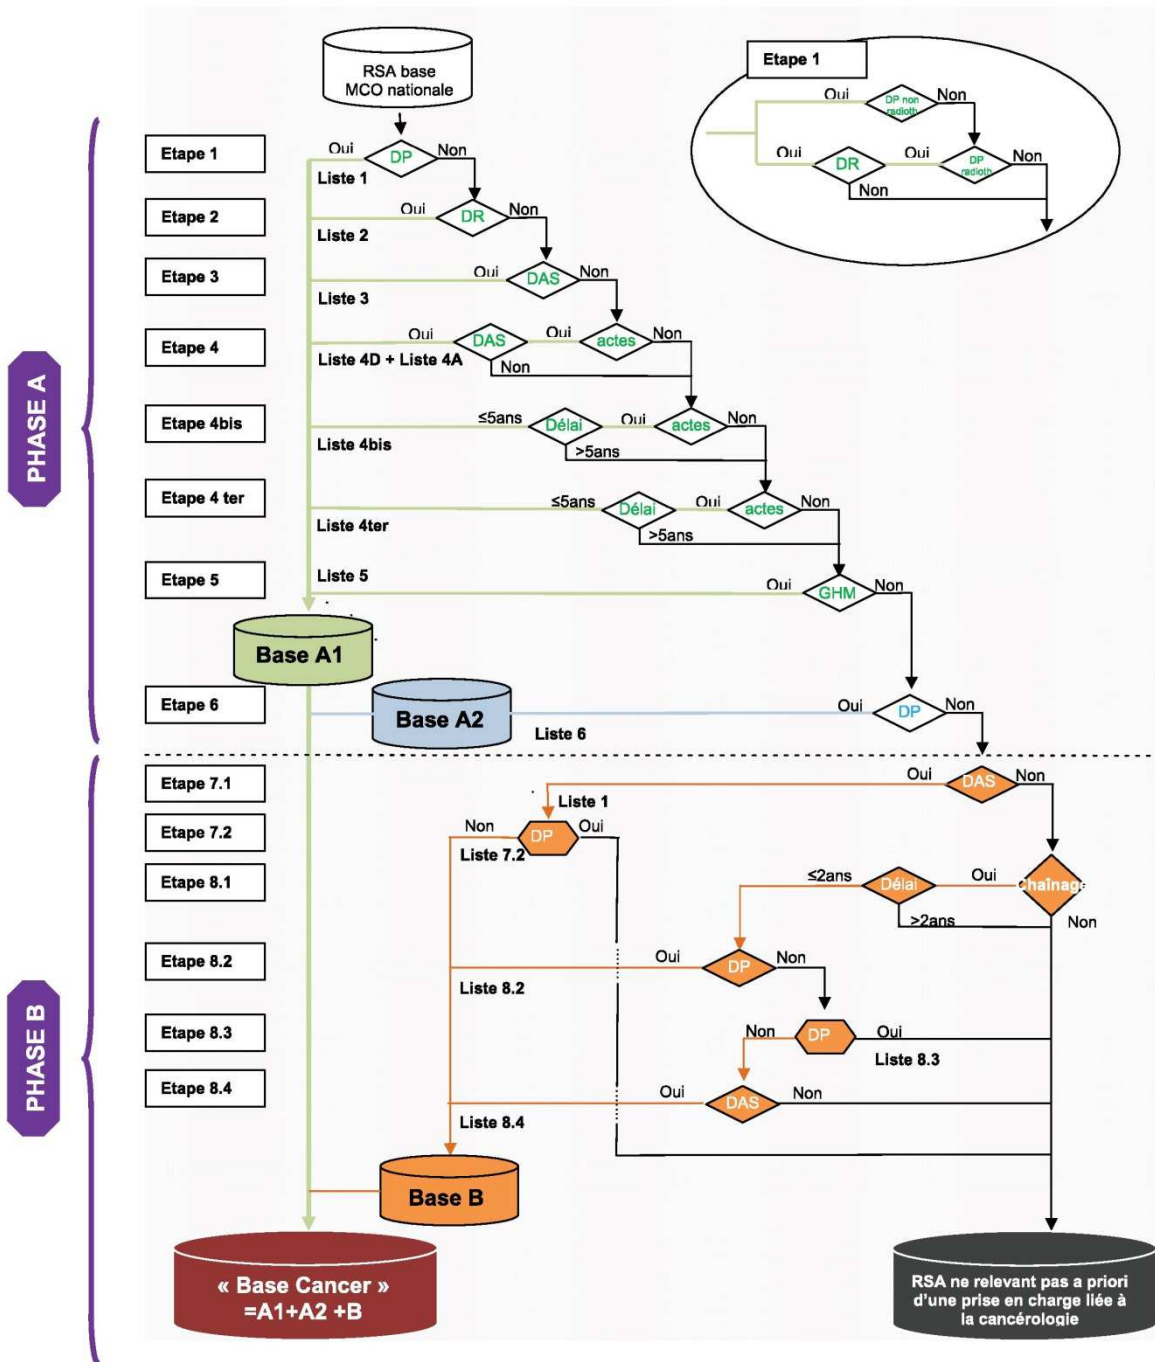 RSA base
MCO nationale
Etape 1
Oui
DP non
radioth
Non
Oui
DR
Oui
DP
radioth
Non
Non
PHASE A
Etape 1
Oui
DP
Non
Liste 1
Etape 2
Oui
DR
Non
Liste 2
Etape 3
Oui
DAS
Non
Liste 3
Etape 4
Oui
DAS
Oui
actes
Non
Liste 4D + Liste 4A
Non
Etape 4bis
≤5ans
Délai
Oui
actes
Non
Liste 4bis
>5ans
Etape 4 ter
≤5ans
Délai
Oui
actes
Non
Liste 4ter
>5ans
Etape 5
Liste 5
Oui
GHM
Non
Base A1
Etape 6
Base A2
Liste 6
Oui
DP
Non
PHASE B
Etape 7.1
Oui
DAS
Non
Liste 1
Etape 7.2
Non
DP
Oui
Liste 7.2
Etape 8.1
≤2ans
Délai
Oui
Chaînage
>2ans
Non
Etape 8.2
Oui
DP
Non
Liste 8.2
Etape 8.3
Non
DP
Oui
Liste 8.3
Etape 8.4
Oui
DAS
Non
Liste 8.4
Base B
« Base Cancer »
=A1+A2 +B
RSA ne relevant pas a priori
d'une prise en charge liée à
la cancérologie